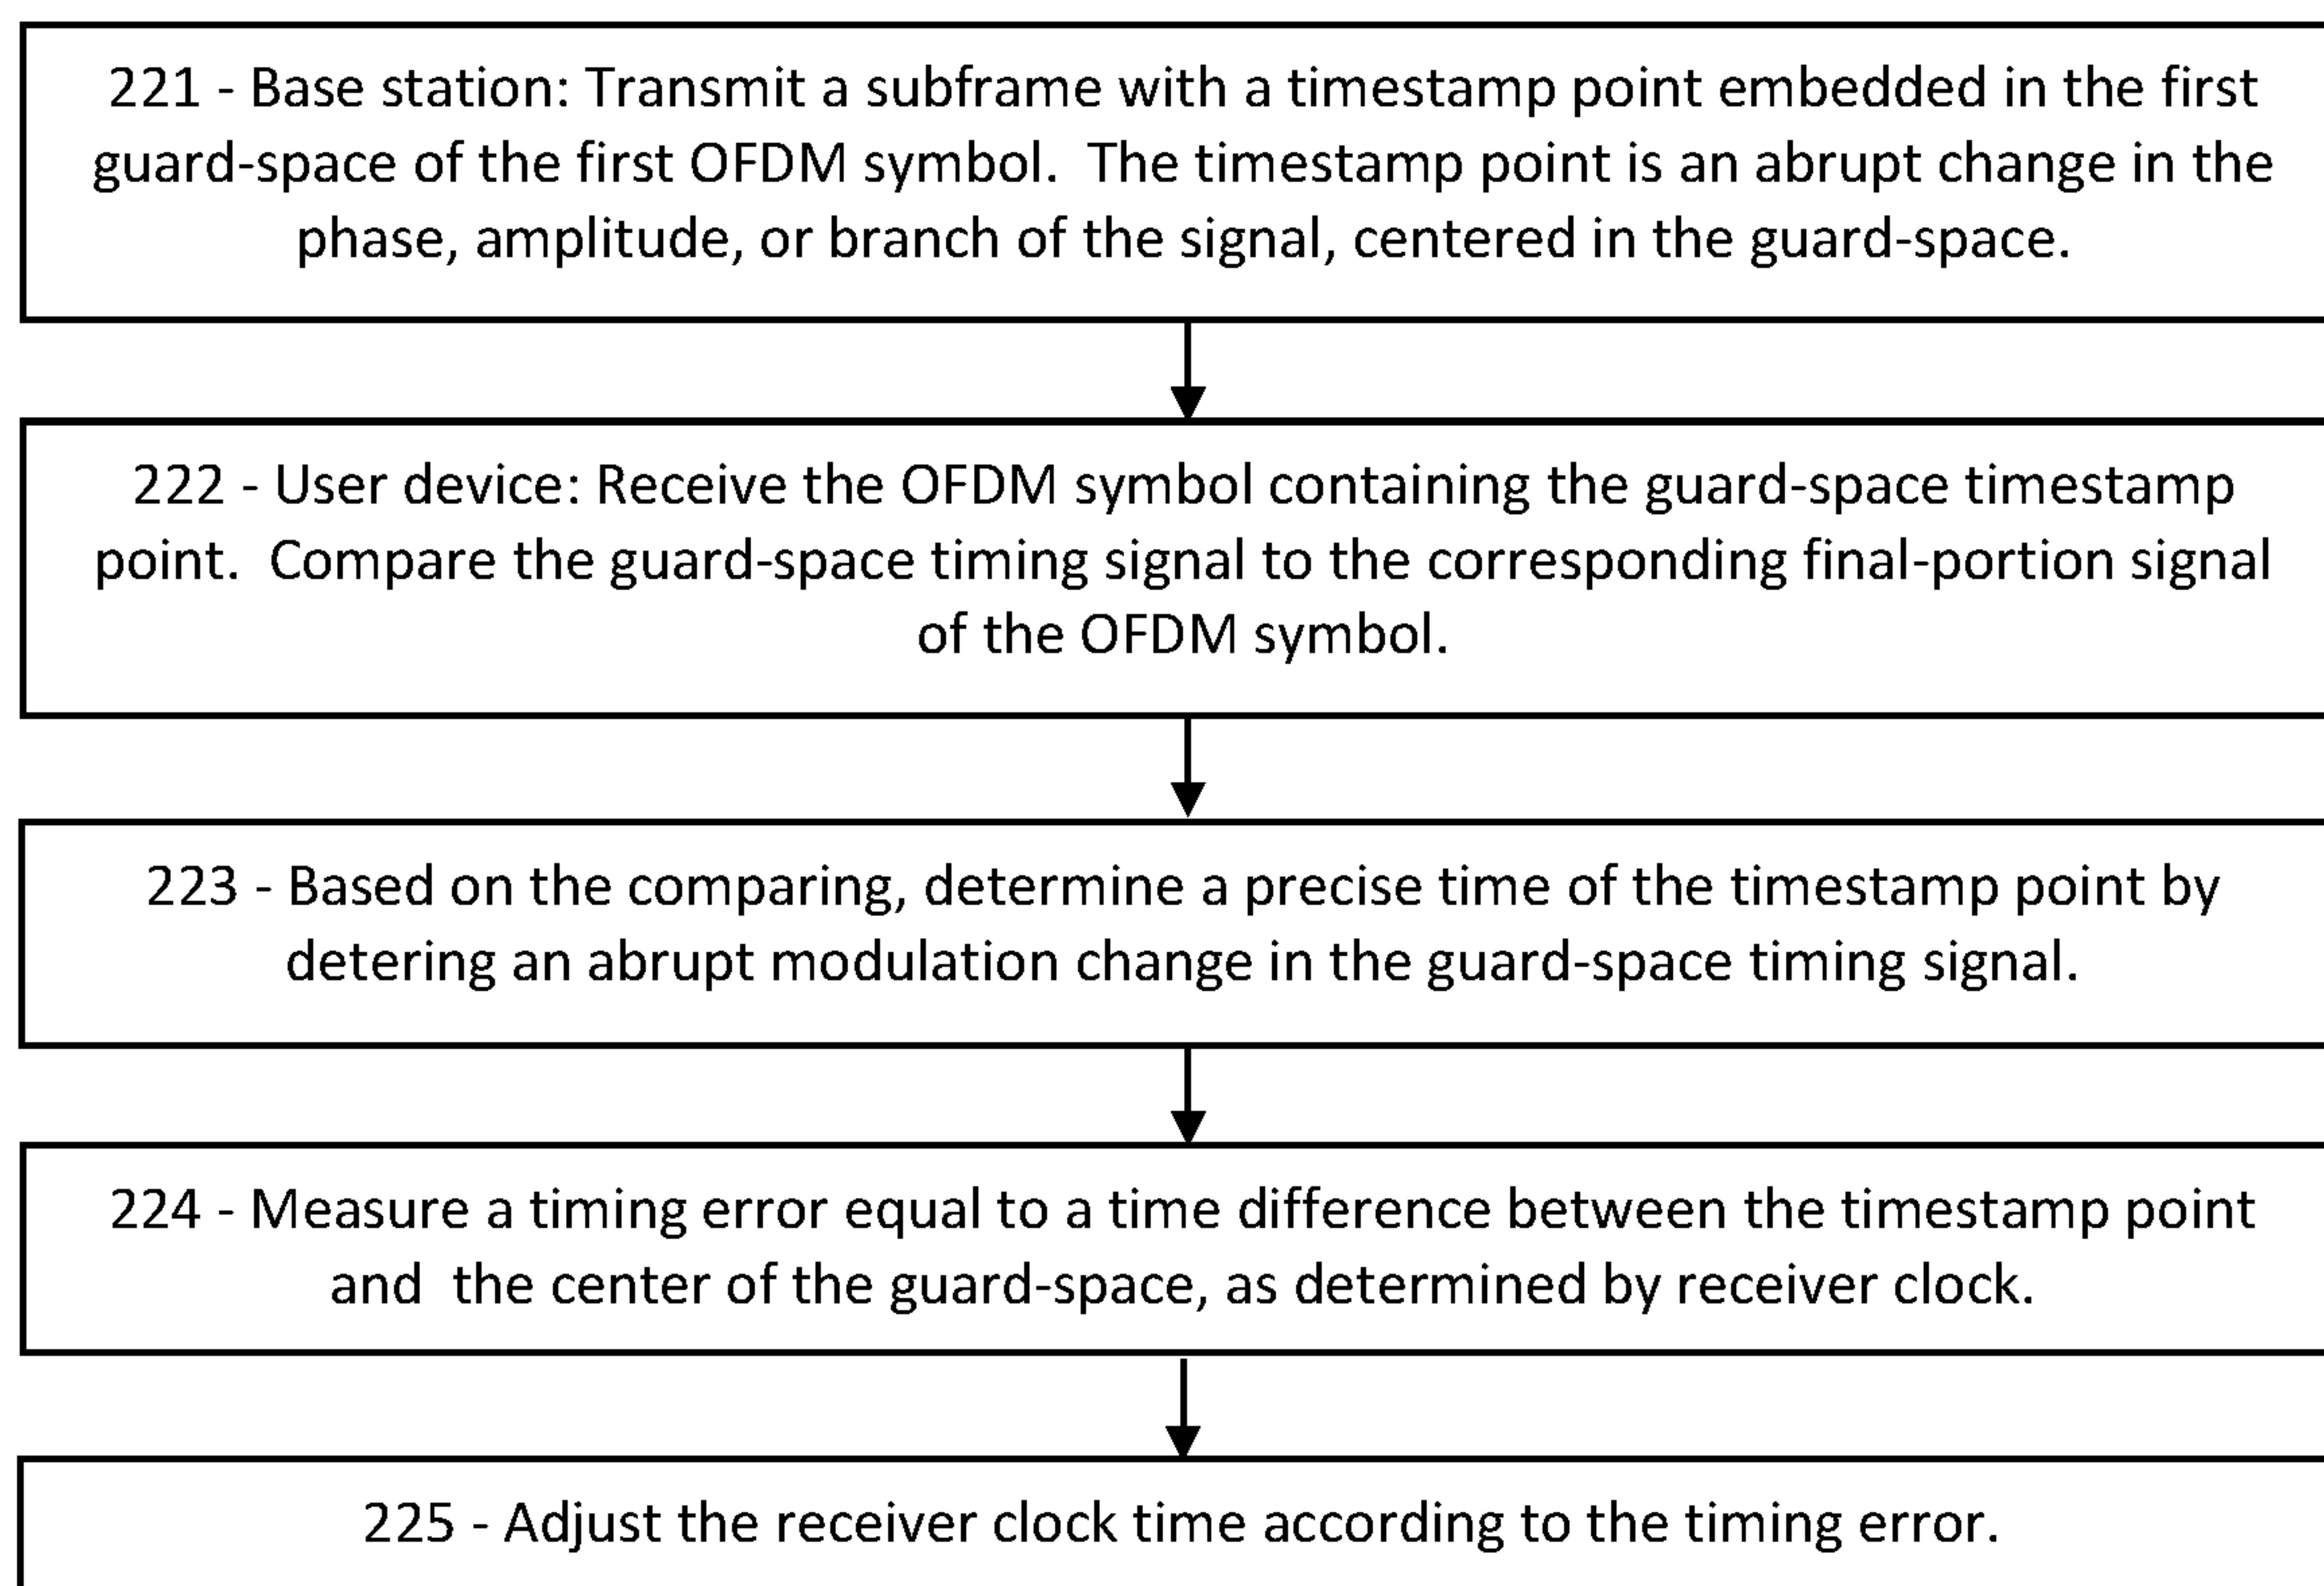 221 - Base station: Transmit a subframe with a timestamp point embedded in the first
guard-space of the first OFDM symbol.  The timestamp point is an abrupt change in the
phase, amplitude, or branch of the signal, centered in the guard-space.
222 - User device: Receive the OFDM symbol containing the guard-space timestamp
point.  Compare the guard-space timing signal to the corresponding final-portion signal
of the OFDM symbol.
223 - Based on the comparing, determine a precise time of the timestamp point by
detering an abrupt modulation change in the guard-space timing signal.
224 - Measure a timing error equal to a time difference between the timestamp point
and  the center of the guard-space, as determined by receiver clock.
225 - Adjust the receiver clock time according to the timing error.